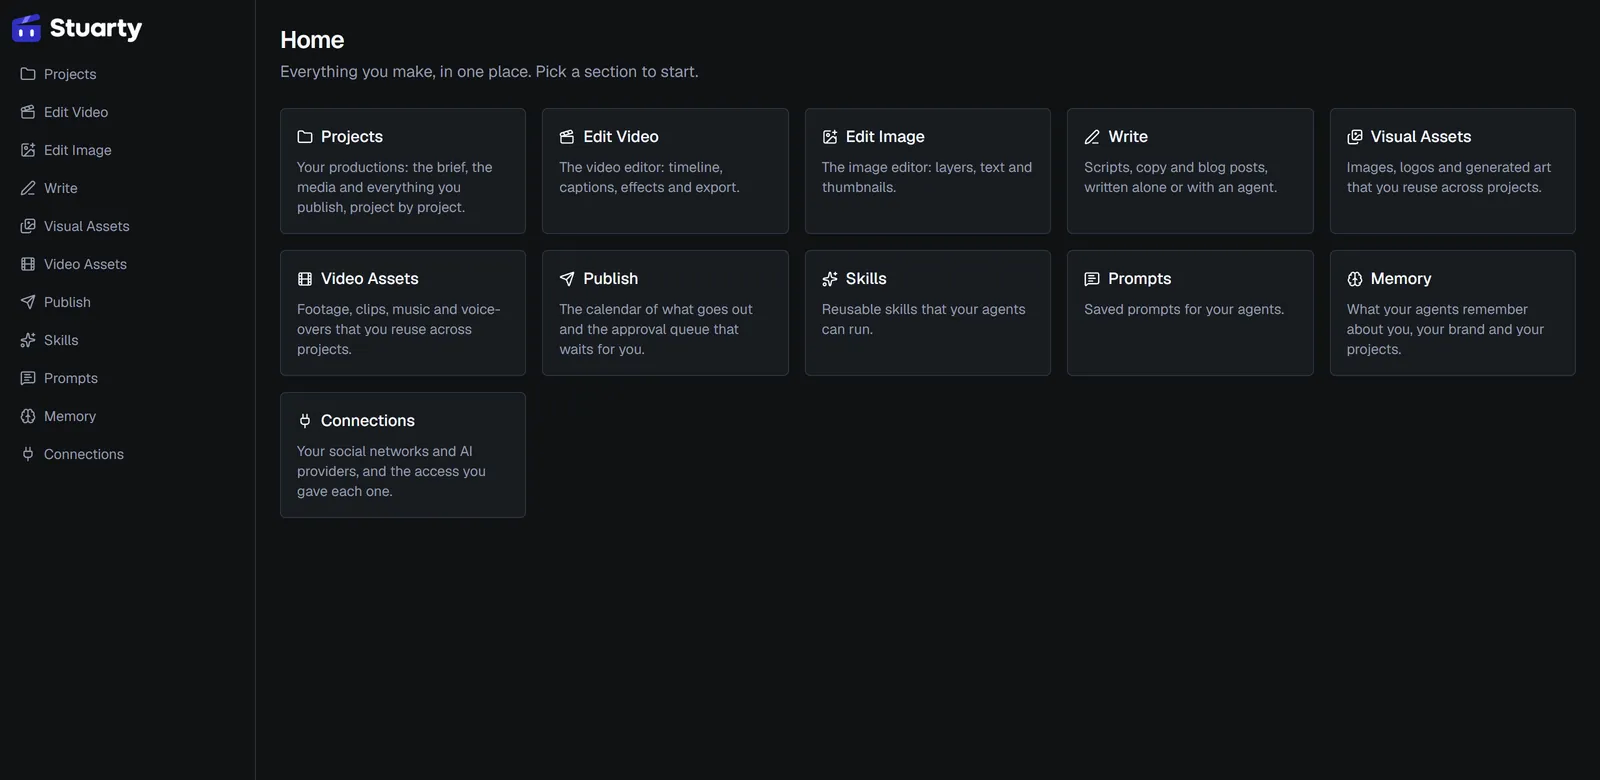 Stuarty
Projects
Edit Video
Edit Image
Write
Visual Assets
Video Assets
Publish
Skills
Prompts
Memory
Connections
Home
Everything you make, in one place. Pick a section to start.
Projects
Your productions: the brief, the
media and everything you
publish, project by project.
Edit Video
The video editor: timeline,
captions, effects and export.
Edit Image
The image editor: layers, text and
thumbnails.
Write
Scripts, copy and blog posts,
written alone or with an agent.
Visual Assets
Images, logos and generated art
that you reuse across projects.
Video Assets
Footage, clips, music and voice-
overs that you reuse across
projects.
Publish
The calendar of what goes out
and the approval queue that
waits for you.
Skills
Reusable skills that your agents
can run.
Prompts
Saved prompts for your agents.
Memory
What your agents remember
about you, your brand and your
projects.
Connections
Your social networks and AI
providers, and the access you
gave each one.